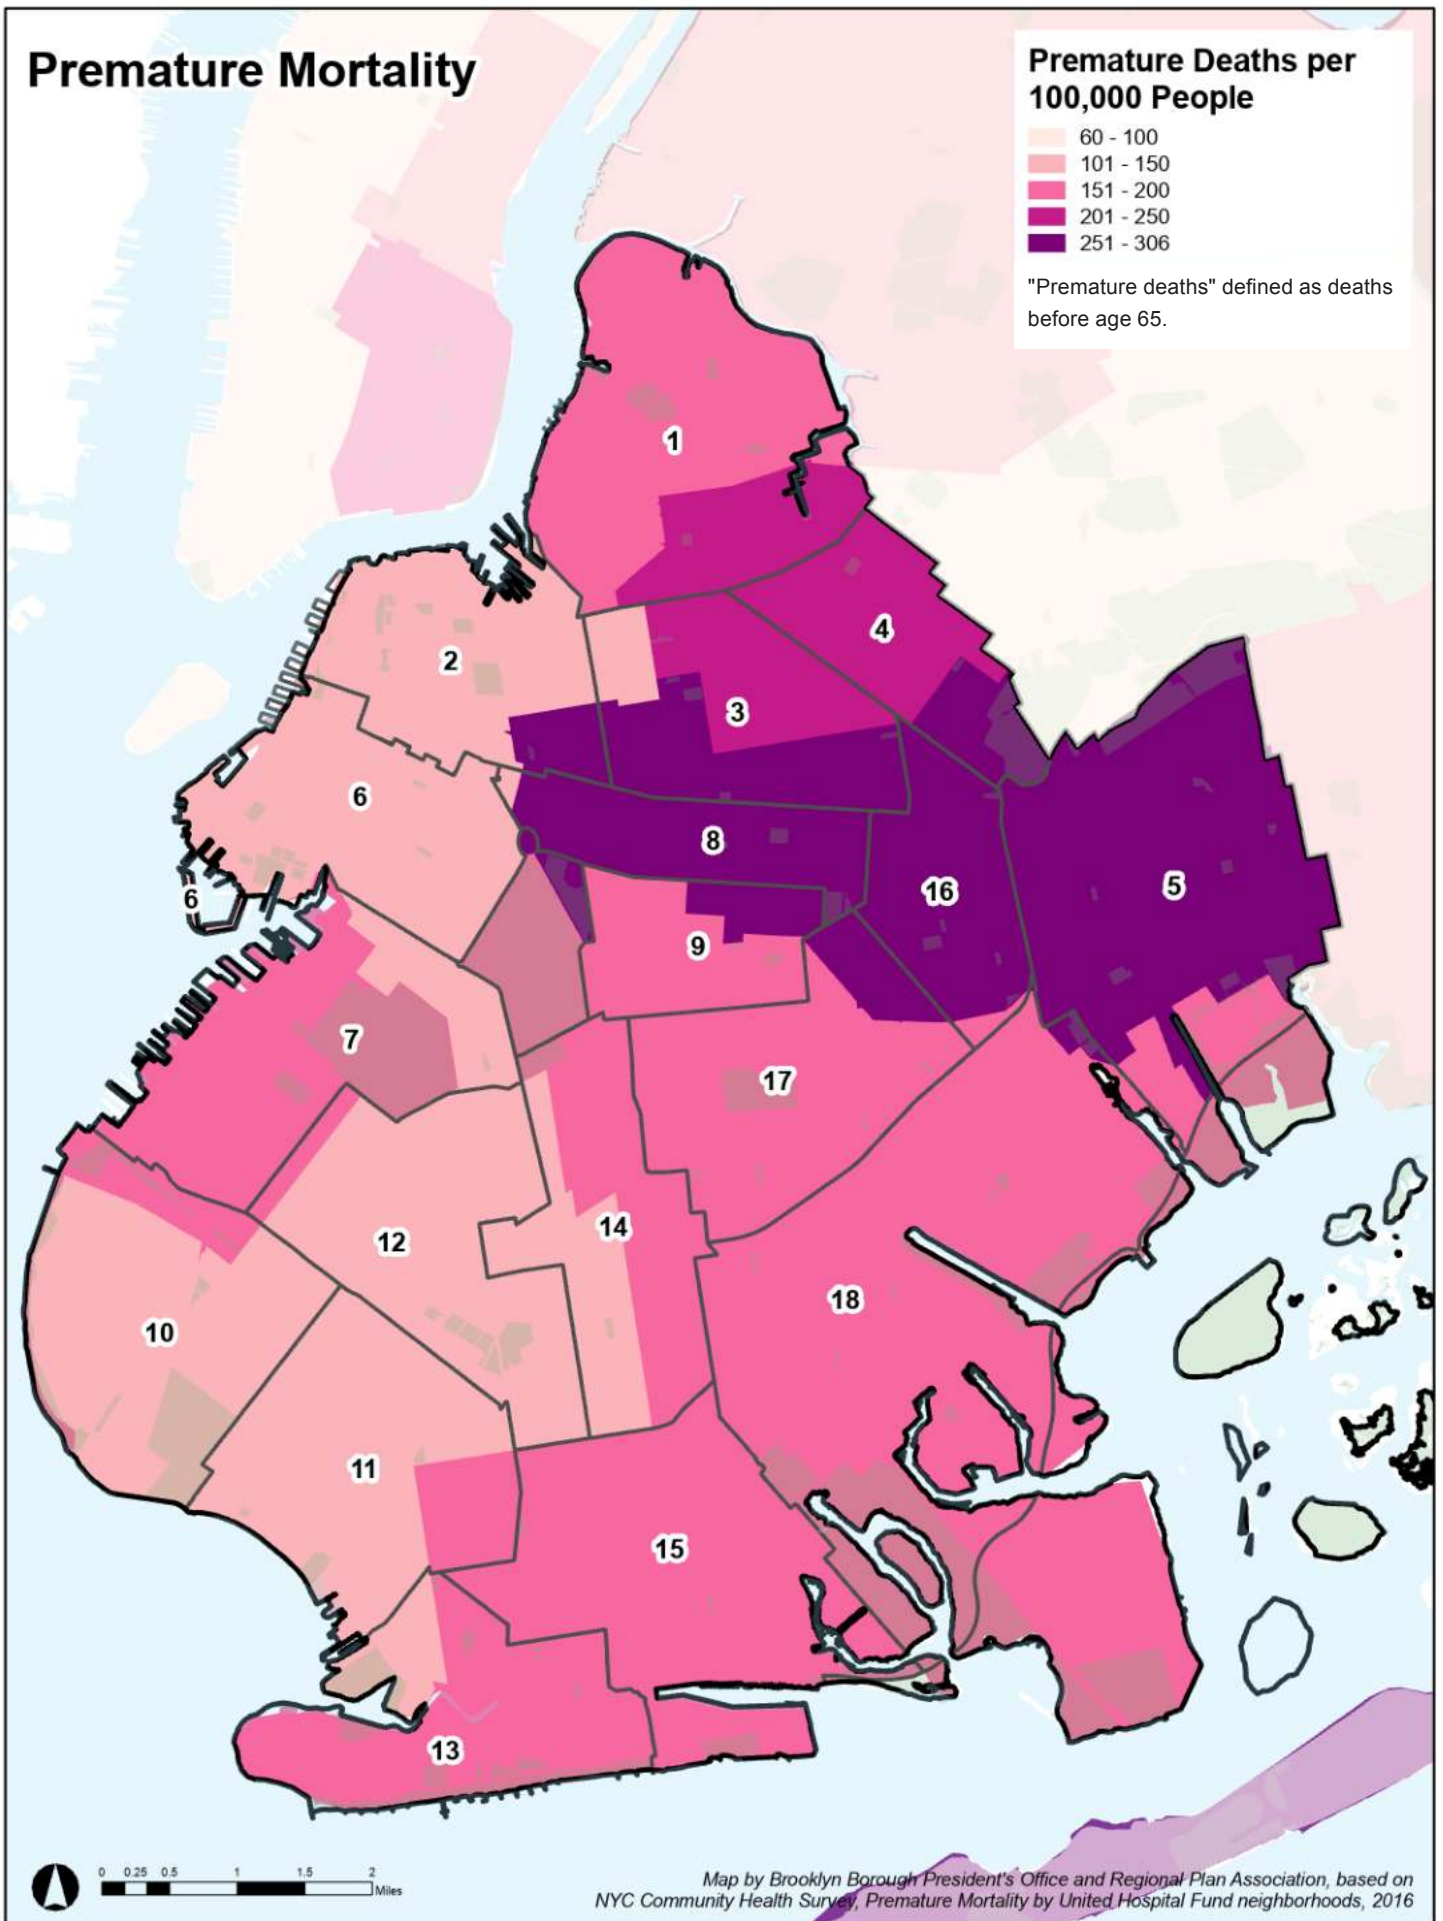 Premature Mortality
Premature Deaths per
100,000 People
60 - 100
101 - 150
151 - 200
201 - 250
251 - 306
"Premature deaths" defined as deaths
before age 65.
1
4
2
3
6
8
5
16
6
9
7
17
14
12
18
10
11
15
13
0 0.25 0.5 1 1.5 2
Miles
Map by Brooklyn Borough President's Office and Regional Plan Association, based on
NYC Community Health Survey, Premature Mortality by United Hospital Fund neighborhoods, 2016